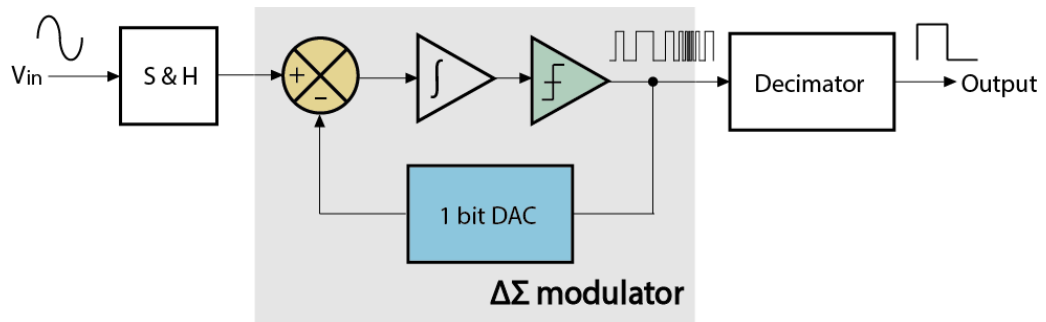 Vin
S & H
+
−
∫
Decimator
Output
1 bit DAC
ΔΣ modulator